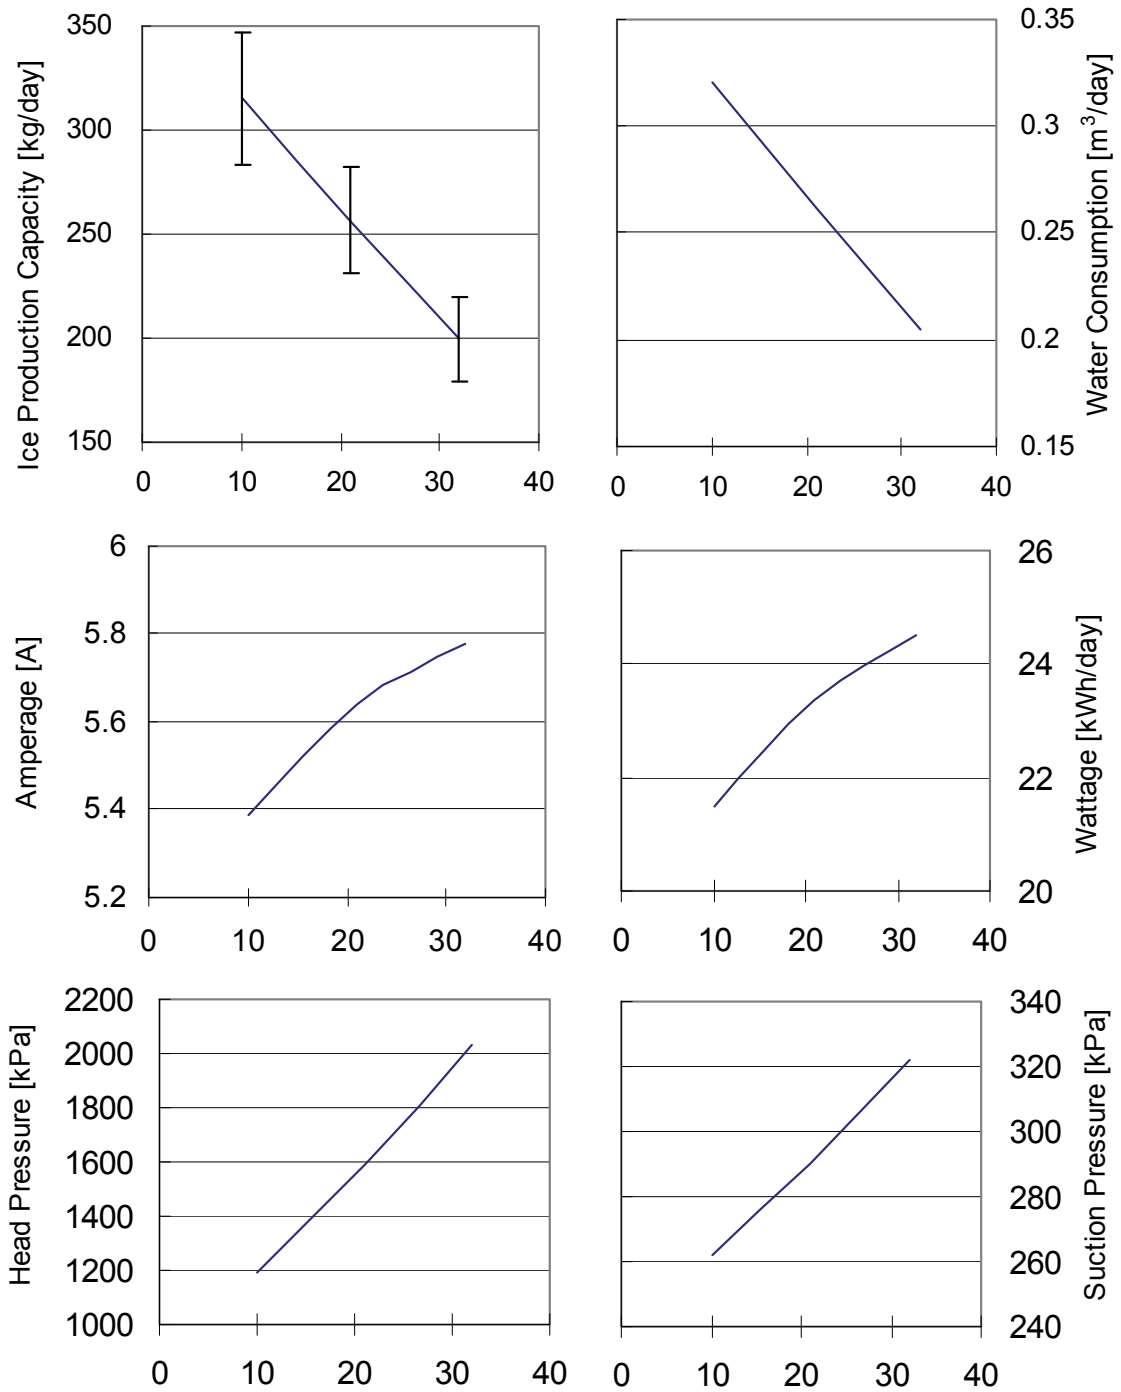 Ice Production Capacity [kg/day]
350
300
250
200
150
0 10 20 30 40
0.35
0.3
0.25
0.2
0.15
Water Consumption [m³/day]
0 10 20 30 40
Amperage [A]
6
5.8
5.6
5.4
5.2
0 10 20 30 40
26
24
22
20
Wattage [kWh/day]
0 10 20 30 40
Head Pressure [kPa]
2200
2000
1800
1600
1400
1200
1000
0 10 20 30 40
340
320
300
280
260
240
Suction Pressure [kPa]
0 10 20 30 40